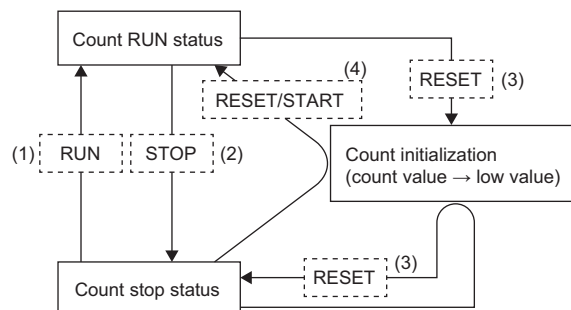 Count RUN status
(4)
RESET (3)
RESET/START
(1) RUN STOP (2)
Count initialization
(count value → low value)
(3)
RESET
Count stop status